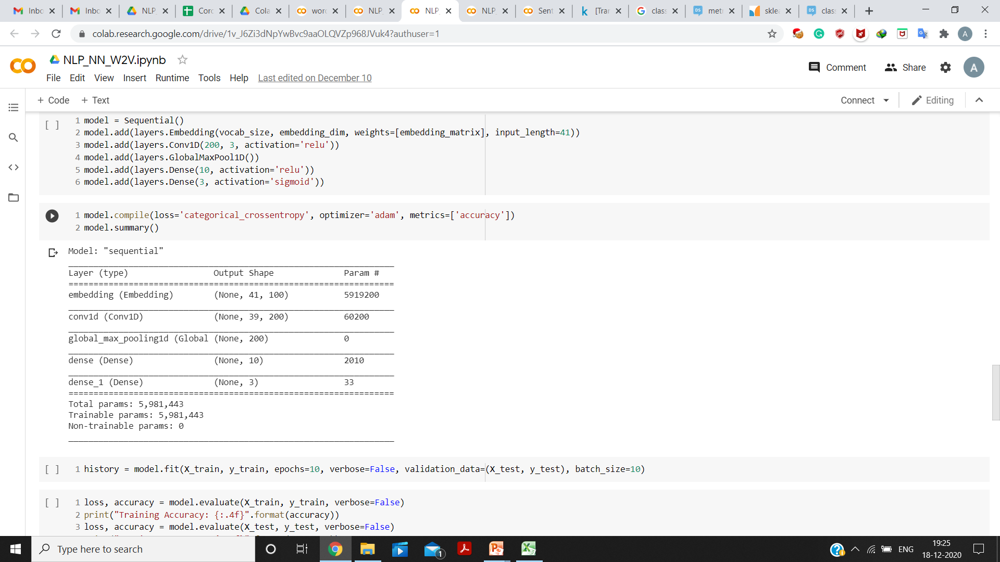 Inbo
Inbo
NLP_
Corc
Cola
word
NLP_
NLP_
NLP_
Sent
[Tran
class
metr
sklea
class
colab.research.google.com/drive/1v_J6Zi3dNpYwBvc9aaOLQVZp968JVuk4?authuser=1
NLP_NN_W2V.ipynb
Comment
Share
A
File Edit View Insert Runtime Tools Help Last edited on December 10
+ Code + Text
Connect
Editing
[ ]
1 model = Sequential()
2 model.add(layers.Embedding(vocab_size, embedding_dim, weights=[embedding_matrix], input_length=41))
3 model.add(layers.Conv1D(200, 3, activation='relu'))
4 model.add(layers.GlobalMaxPool1D())
5 model.add(layers.Dense(10, activation='relu'))
6 model.add(layers.Dense(3, activation='sigmoid'))
1 model.compile(loss='categorical_crossentropy', optimizer='adam', metrics=['accuracy'])
2 model.summary()
Model: "sequential"
_________________________________________________________________
Layer (type) Output Shape Param #
=================================================================
embedding (Embedding) (None, 41, 100) 5919200
_________________________________________________________________
conv1d (Conv1D) (None, 39, 200) 60200
_________________________________________________________________
global_max_pooling1d (Global (None, 200) 0
_________________________________________________________________
dense (Dense) (None, 10) 2010
_________________________________________________________________
dense_1 (Dense) (None, 3) 33
=================================================================
Total params: 5,981,443
Trainable params: 5,981,443
Non-trainable params: 0
_________________________________________________________________
[ ] 1 history = model.fit(X_train, y_train, epochs=10, verbose=False, validation_data=(X_test, y_test), batch_size=10)
[ ] 1 loss, accuracy = model.evaluate(X_train, y_train, verbose=False)
2 print("Training Accuracy: {:.4f}".format(accuracy))
3 loss, accuracy = model.evaluate(X_test, y_test, verbose=False)
Type here to search
1
ENG
19:25
18-12-2020